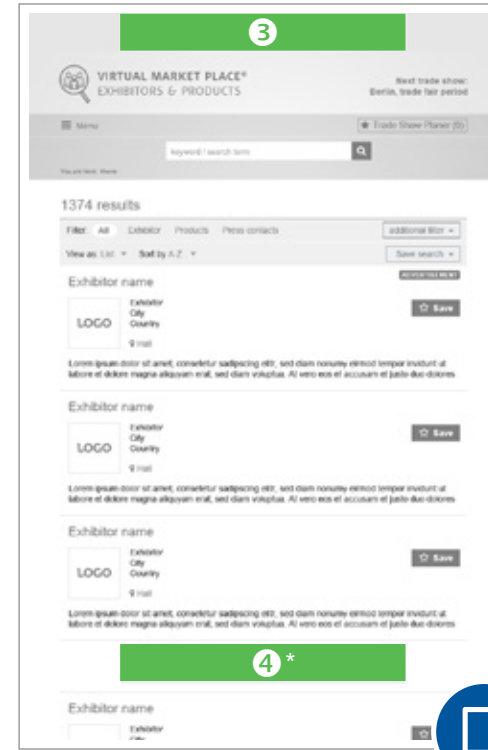 3
VIRTUAL MARKET PLACE®
EXHIBITORS & PRODUCTS
Next trade show:
Berlin, trade fair period
Menu
Trade Show Planer (0)
keyword / search term
You are here: Home
1374 results
Filter: All Exhibitor Products Press contacts
additional filter
View as: List Sort by A-Z
Save search
Exhibitor name
ADVERTISEMENT
LOGO
Exhibitor
City
Country
Hall
Save
Lorem ipsum dolor sit amet, consetetur sadipscing elitr, sed diam nonumy eirmod tempor invidunt ut
labore et dolore magna aliquyam erat, sed diam voluptua. At vero eos et accusam et justo duo dolores
Exhibitor name
LOGO
Exhibitor
City
Country
Hall
Save
Lorem ipsum dolor sit amet, consetetur sadipscing elitr, sed diam nonumy eirmod tempor invidunt ut
labore et dolore magna aliquyam erat, sed diam voluptua. At vero eos et accusam et justo duo dolores
Exhibitor name
LOGO
Exhibitor
City
Country
Hall
Save
Lorem ipsum dolor sit amet, consetetur sadipscing elitr, sed diam nonumy eirmod tempor invidunt ut
labore et dolore magna aliquyam erat, sed diam voluptua. At vero eos et accusam et justo duo dolores
4 *
Exhibitor name
Exhibitor